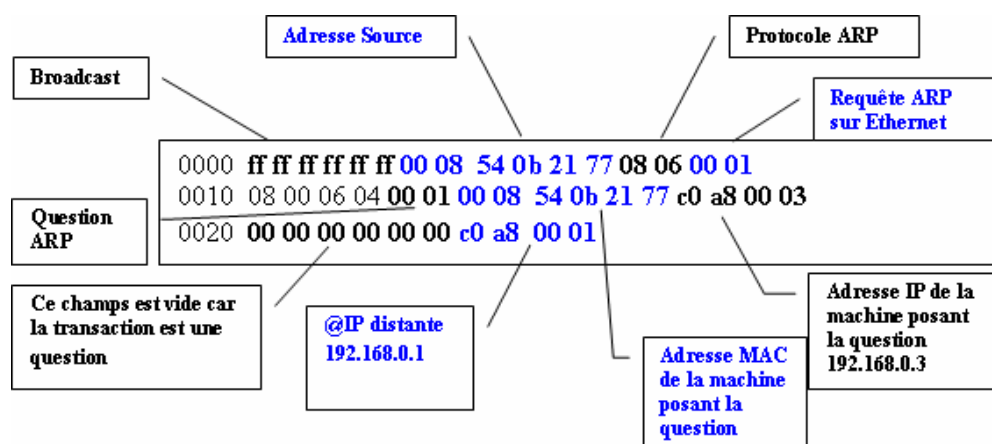 Adresse Source
Protocole ARP
Broadcast
Requête ARP
sur Ethernet
0000 ff ff ff ff ff ff 00 08 54 0b 21 77 08 06 00 01
0010 08 00 06 04 00 01 00 08 54 0b 21 77 c0 a8 00 03
0020 00 00 00 00 00 00 c0 a8 00 01
Question
ARP
Ce champs est vide car
la transaction est une
question
@IP distante
192.168.0.1
Adresse MAC
de la machine
posant la
question
Adresse IP de la
machine posant
la question
192.168.0.3